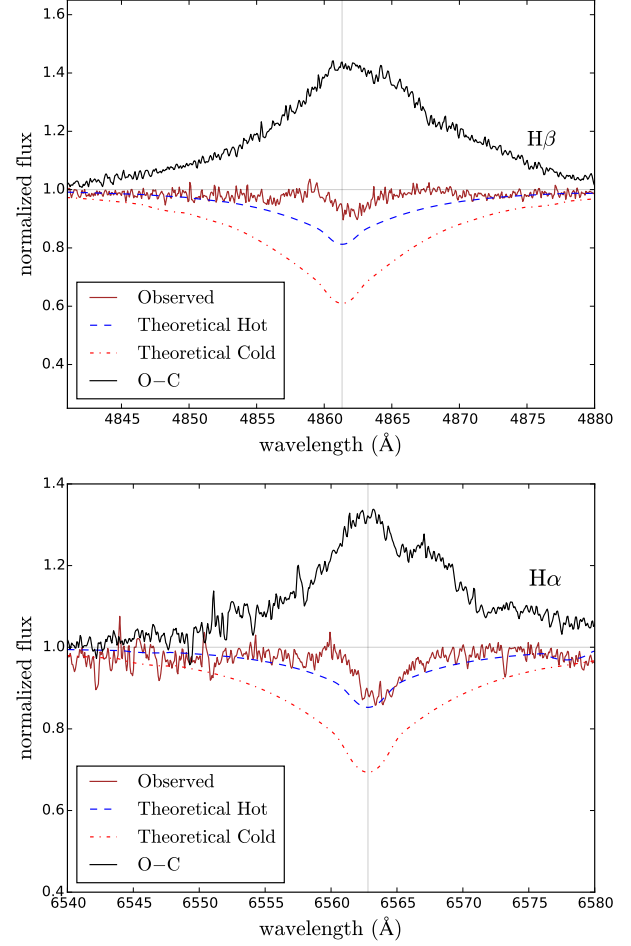 1.6
1.4
1.2
1.0
0.8
0.6
0.4
normalized flux
Hβ
Observed
Theoretical Hot
Theoretical Cold
O−C
4845 4850 4855 4860 4865 4870 4875 4880
wavelength (Å)
1.4
1.2
1.0
0.8
0.6
0.4
normalized flux
Hα
Observed
Theoretical Hot
Theoretical Cold
O−C
6540 6545 6550 6555 6560 6565 6570 6575 6580
wavelength (Å)